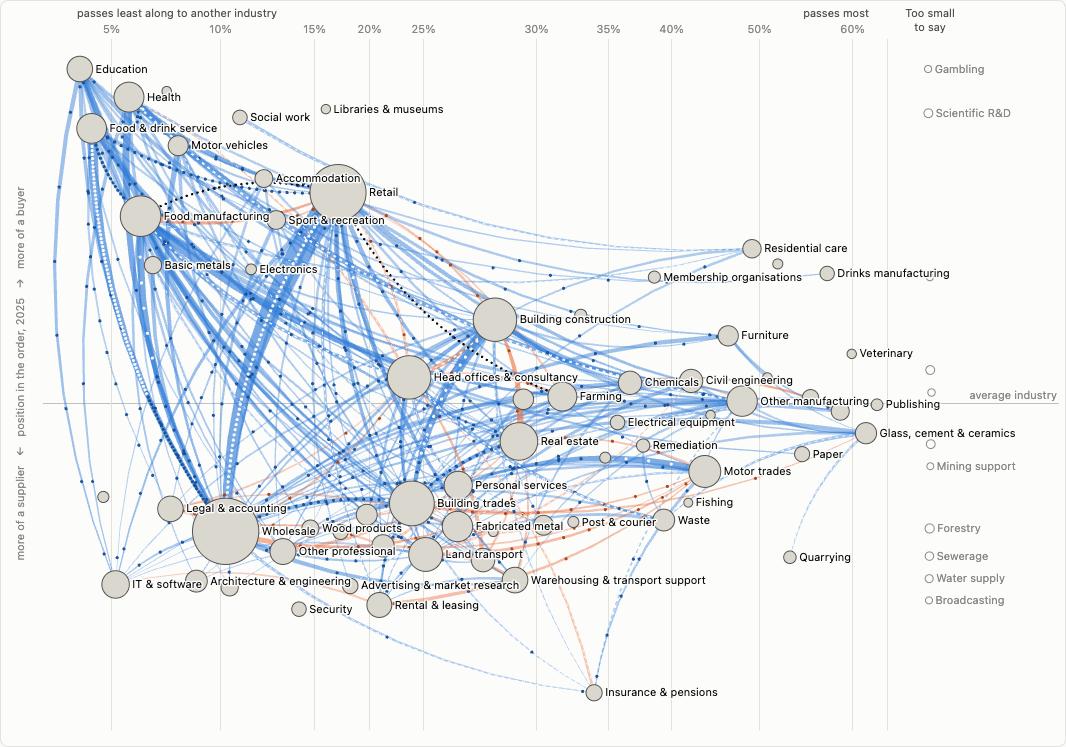 passes least along to another industry
passes most
Too small
to say
5%
10%
15%
20%
25%
30%
35%
40%
50%
60%
more of a supplier ← position in the order, 2025 → more of a buyer
Education
Gambling
Health
Libraries & museums
Scientific R&D
Social work
Food & drink service
Motor vehicles
Accommodation
Retail
Food manufacturing
Sport & recreation
Residential care
Basic metals
Electronics
Membership organisations
Drinks manufacturing
Building construction
Furniture
Veterinary
Head offices & consultancy
Chemicals
Civil engineering
average industry
Farming
Other manufacturing
Publishing
Electrical equipment
Glass, cement & ceramics
Real estate
Remediation
Paper
Mining support
Motor trades
Personal services
Building trades
Fishing
Legal & accounting
Wholesale
Wood products
Fabricated metal
Post & courier
Waste
Forestry
Other professional
Land transport
Quarrying
Sewerage
IT & software
Architecture & engineering
Advertising & market research
Warehousing & transport support
Water supply
Security
Rental & leasing
Broadcasting
Insurance & pensions